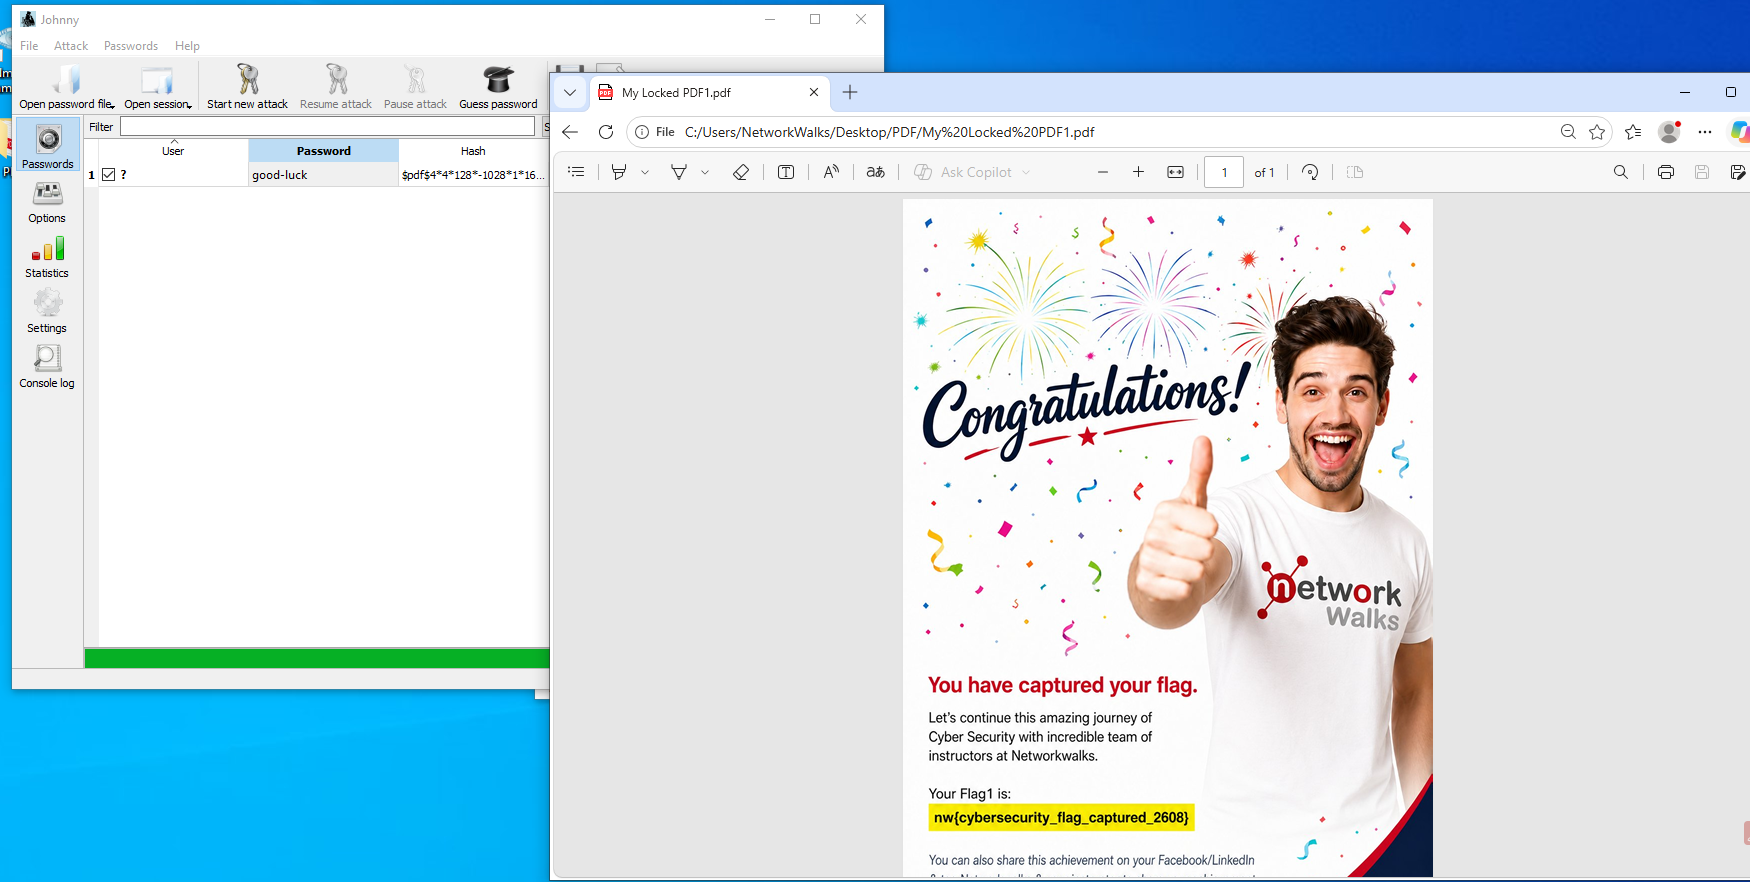 Johnny
File Attack Passwords Help
Open password file Open session Start new attack Resume attack Pause attack Guess password
Filter
Passwords
Options
Statistics
Settings
Console log
User Password Hash
1 ? good-luck $pdf$4*4*128*-1028*1*16...
My Locked PDF1.pdf
File C:/Users/NetworkWalks/Desktop/PDF/My%20Locked%20PDF1.pdf
Ask Copilot 1 of 1
Congratulations!
network
Walks
You have captured your flag.
Let's continue this amazing journey of
Cyber Security with incredible team of
instructors at Networkwalks.
Your Flag1 is:
nw{cybersecurity_flag_captured_2608}
You can also share this achievement on your Facebook/LinkedIn